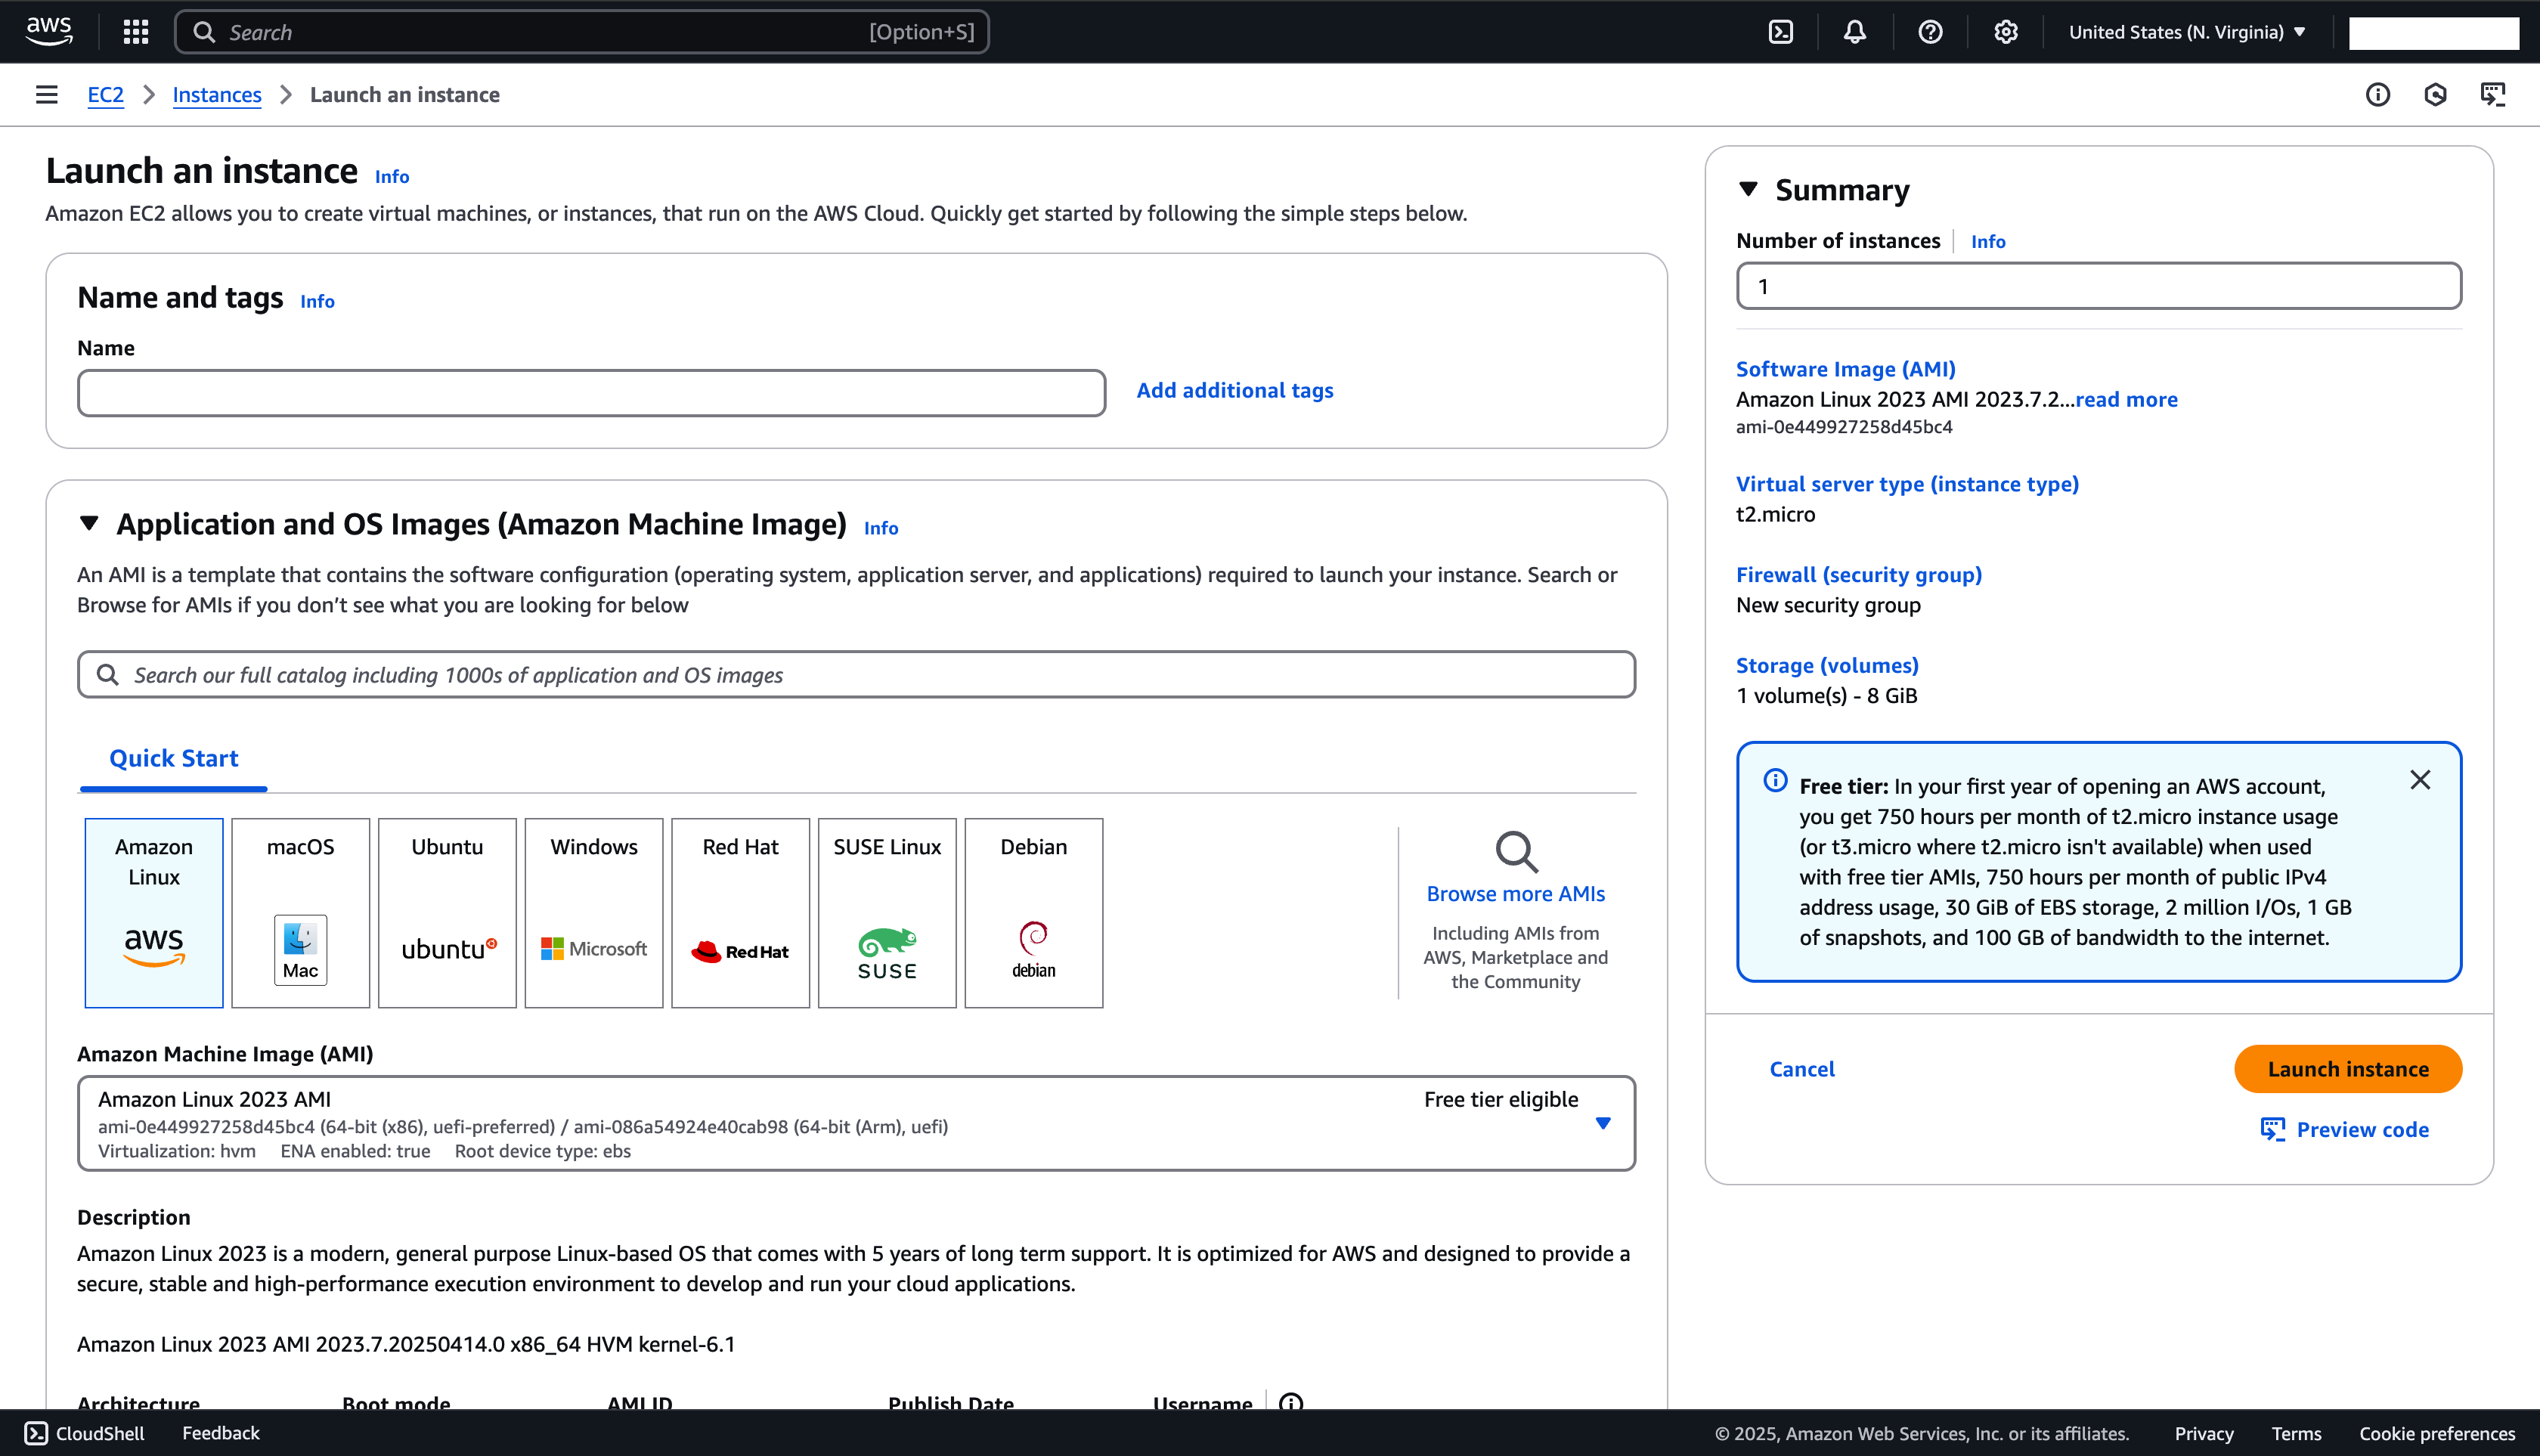 aws
Search
[Option+S]
United States (N. Virginia)
EC2
Instances
Launch an instance
Launch an instance Info
Amazon EC2 allows you to create virtual machines, or instances, that run on the AWS Cloud. Quickly get started by following the simple steps below.
Name and tags Info
Name
Add additional tags
Application and OS Images (Amazon Machine Image) Info
An AMI is a template that contains the software configuration (operating system, application server, and applications) required to launch your instance. Search or
Browse for AMIs if you don’t see what you are looking for below
Search our full catalog including 1000s of application and OS images
Quick Start
Amazon
Linux
aws
macOS
Mac
Ubuntu
ubuntu
Windows
Microsoft
Red Hat
Red Hat
SUSE Linux
SUSE
Debian
debian
Browse more AMIs
Including AMIs from
AWS, Marketplace and
the Community
Amazon Machine Image (AMI)
Amazon Linux 2023 AMI
Free tier eligible
ami-0e449927258d45bc4 (64-bit (x86), uefi-preferred) / ami-086a54924e40cab98 (64-bit (Arm), uefi)
Virtualization: hvm ENA enabled: true Root device type: ebs
Description
Amazon Linux 2023 is a modern, general purpose Linux-based OS that comes with 5 years of long term support. It is optimized for AWS and designed to provide a
secure, stable and high-performance execution environment to develop and run your cloud applications.
Amazon Linux 2023 AMI 2023.7.20250414.0 x86_64 HVM kernel-6.1
Architecture Boot mode AMI ID Publish Date Username
Summary
Number of instances Info
1
Software Image (AMI)
Amazon Linux 2023 AMI 2023.7.2...read more
ami-0e449927258d45bc4
Virtual server type (instance type)
t2.micro
Firewall (security group)
New security group
Storage (volumes)
1 volume(s) - 8 GiB
Free tier: In your first year of opening an AWS account,
you get 750 hours per month of t2.micro instance usage
(or t3.micro where t2.micro isn't available) when used
with free tier AMIs, 750 hours per month of public IPv4
address usage, 30 GiB of EBS storage, 2 million I/Os, 1 GB
of snapshots, and 100 GB of bandwidth to the internet.
Cancel
Launch instance
Preview code
CloudShell
Feedback
© 2025, Amazon Web Services, Inc. or its affiliates.
Privacy
Terms
Cookie preferences